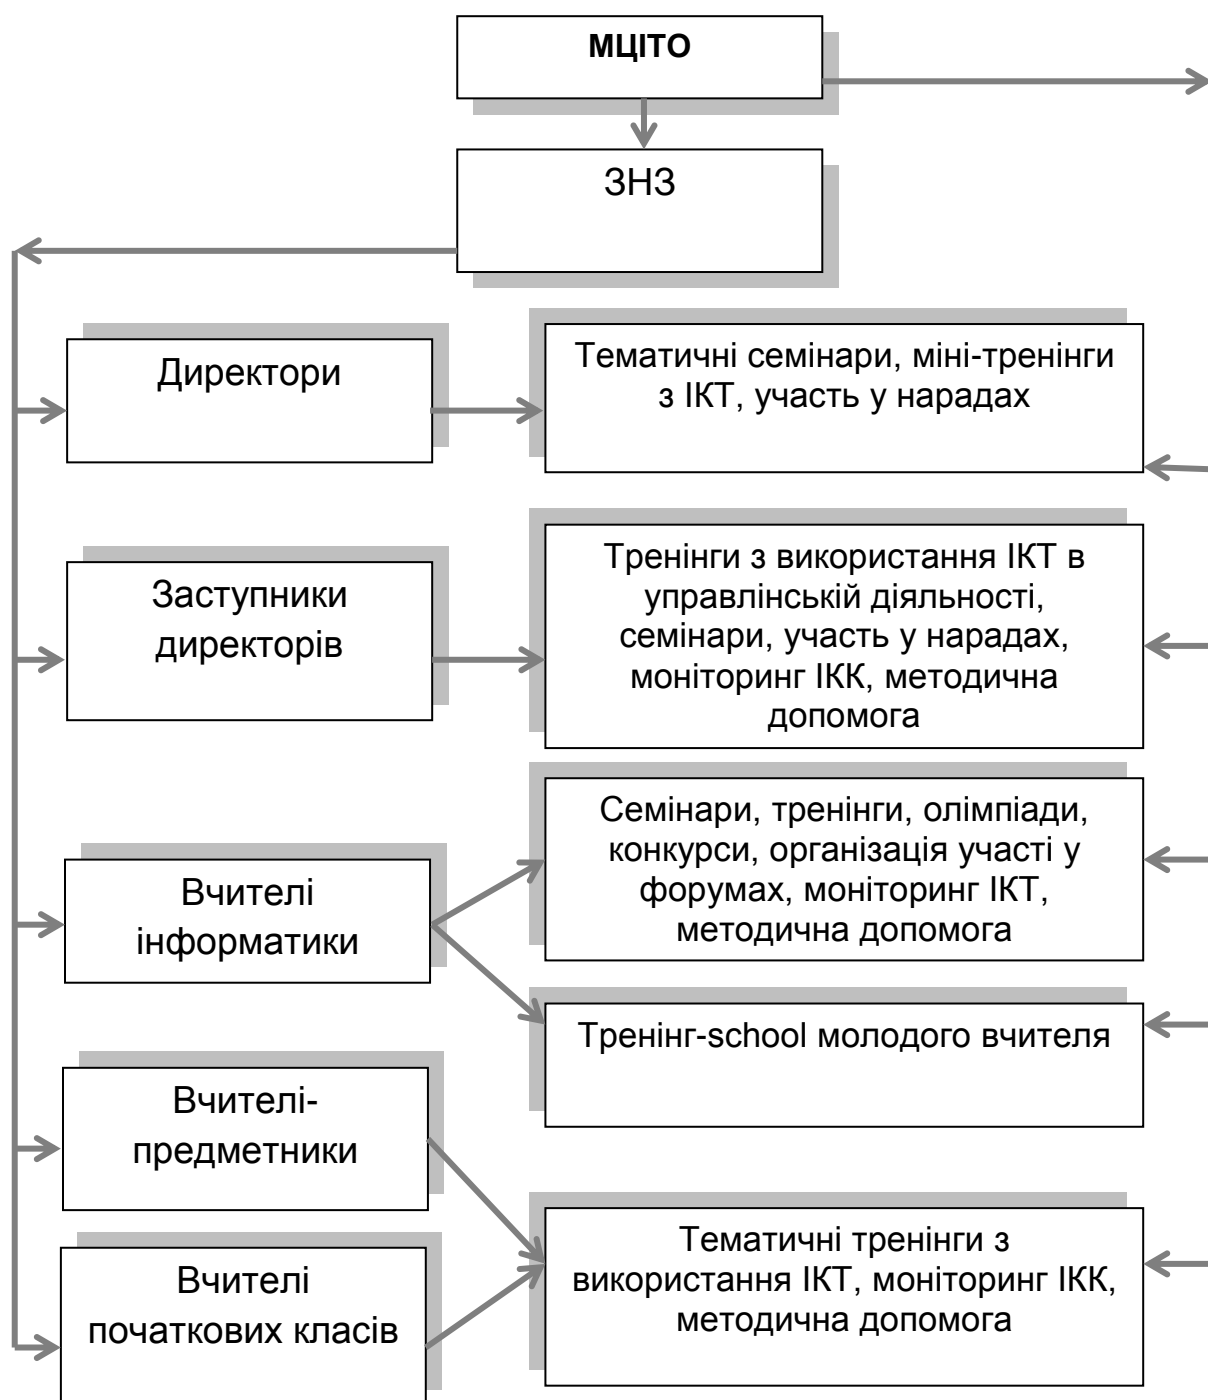 МЦІТО
ЗНЗ
Директори
Тематичні семінари, міні-тренінги
з ІКТ, участь у нарадах
Заступники
директорів
Тренінги з використання ІКТ в
управлінській діяльності,
семінари, участь у нарадах,
моніторинг ІКК, методична
допомога
Вчителі
інформатики
Семінари, тренінги, олімпіади,
конкурси, організація участі у
форумах, моніторинг ІКТ,
методична допомога
Тренінг-school молодого вчителя
Вчителі-
предметники
Вчителі
початкових класів
Тематичні тренінги з
використання ІКТ, моніторинг ІКК,
методична допомога